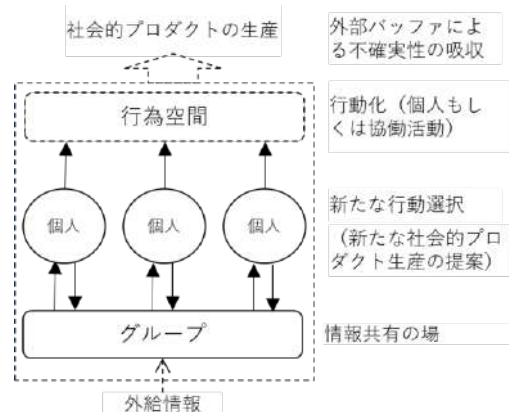 社会的プロダクトの生産
外部バッファによ
る不確実性の吸収
行為空間
行動化（個人もし
くは協働活動）
個人
個人
個人
新たな行動選択
（新たな社会的プロ
ダクト生産の提案）
グループ
情報共有の場
外給情報